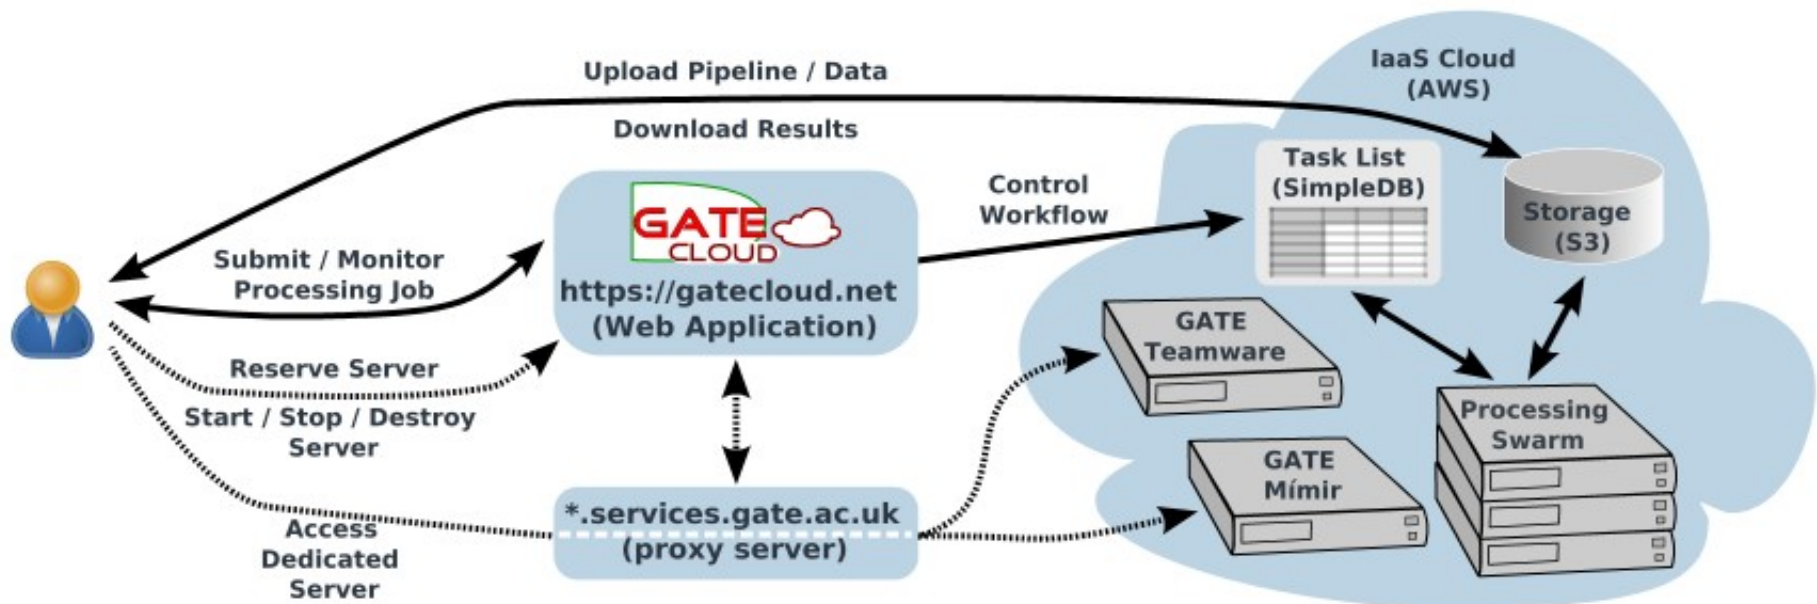 Upload Pipeline / Data
Download Results
IaaS Cloud
(AWS)
Task List
(SimpleDB)
Storage
(S3)
Control
Workflow
GATE
CLOUD
https://gatecloud.net
(Web Application)
Submit / Monitor
Processing Job
Reserve Server
Start / Stop / Destroy
Server
GATE
Teamware
Processing
Swarm
GATE
Mímir
*.services.gate.ac.uk
(proxy server)
Access
Dedicated
Server